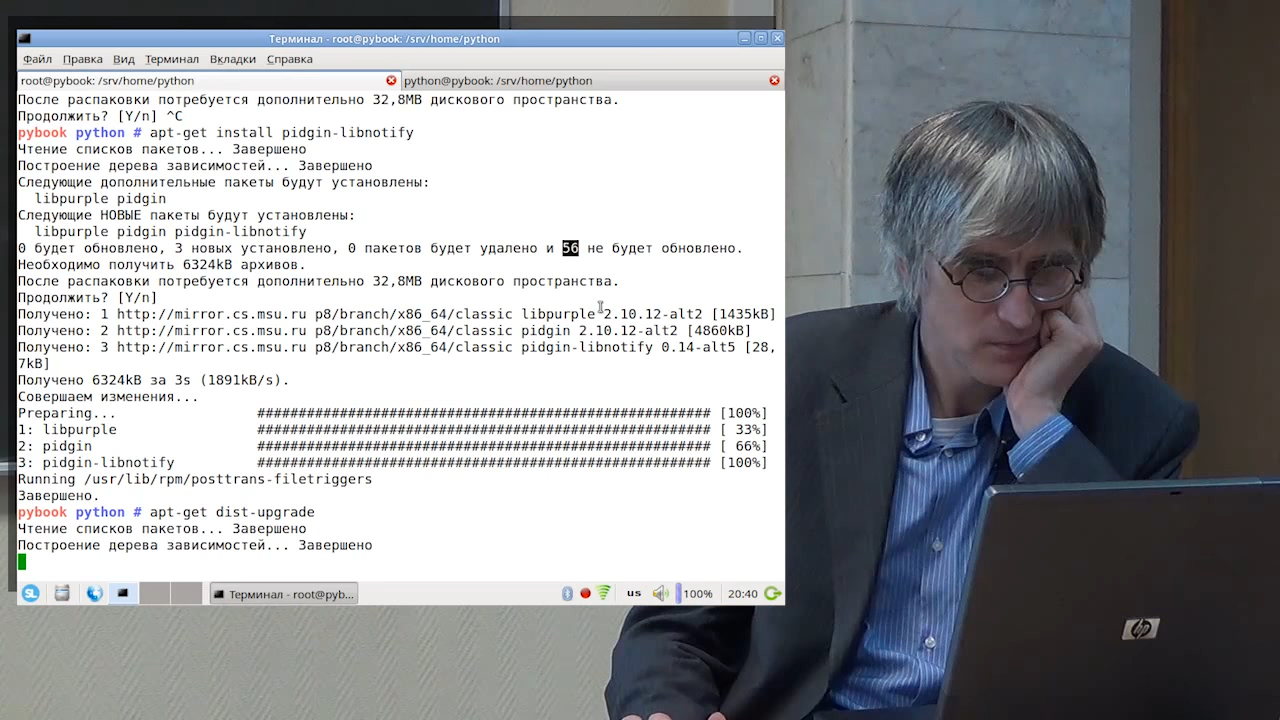 Терминал - root@pybook: /srv/home/python
Файл Правка Вид Терминал Вкладки Справка
root@pybook: /srv/home/python python@pybook: /srv/home/python
После распаковки потребуется дополнительно 32,8MB дискового пространства.
Продолжить? [Y/n] ^C
pybook python # apt-get install pidgin-libnotify
Чтение списков пакетов... Завершено
Построение дерева зависимостей... Завершено
Следующие дополнительные пакеты будут установлены:
libpurple pidgin
Следующие НОВЫЕ пакеты будут установлены:
libpurple pidgin pidgin-libnotify
0 будет обновлено, 3 новых установлено, 0 пакетов будет удалено и 56 не будет обновлено.
Необходимо получить 6324kB архивов.
После распаковки потребуется дополнительно 32,8MB дискового пространства.
Продолжить? [Y/n]
Получено: 1 http://mirror.cs.msu.ru p8/branch/x86_64/classic libpurple 2.10.12-alt2 [1435kB]
Получено: 2 http://mirror.cs.msu.ru p8/branch/x86_64/classic pidgin 2.10.12-alt2 [4860kB]
Получено: 3 http://mirror.cs.msu.ru p8/branch/x86_64/classic pidgin-libnotify 0.14-alt5 [28,
7kB]
Получено 6324kB за 3s (1891kB/s).
Совершаем изменения...
Preparing... ####################################################### [100%]
1: libpurple ####################################################### [ 33%]
2: pidgin ####################################################### [ 66%]
3: pidgin-libnotify ####################################################### [100%]
Running /usr/lib/rpm/posttrans-filetriggers
Завершено.
pybook python # apt-get dist-upgrade
Чтение списков пакетов... Завершено
Построение дерева зависимостей... Завершено
SL Терминал - root@pyb... us 100% 20:40
hp